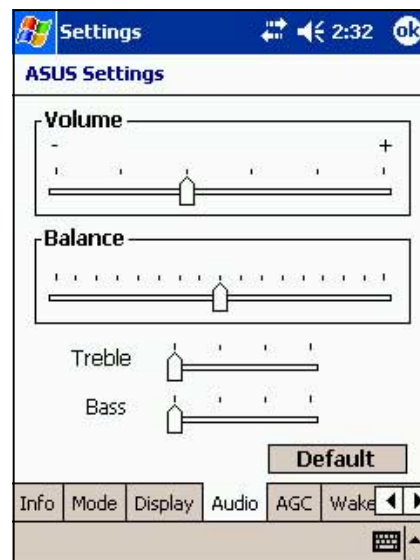 Settings 2:32 ok
ASUS Settings
Volume
- +
Balance
Treble
Bass
Default
Info Mode Display Audio AGC Wake